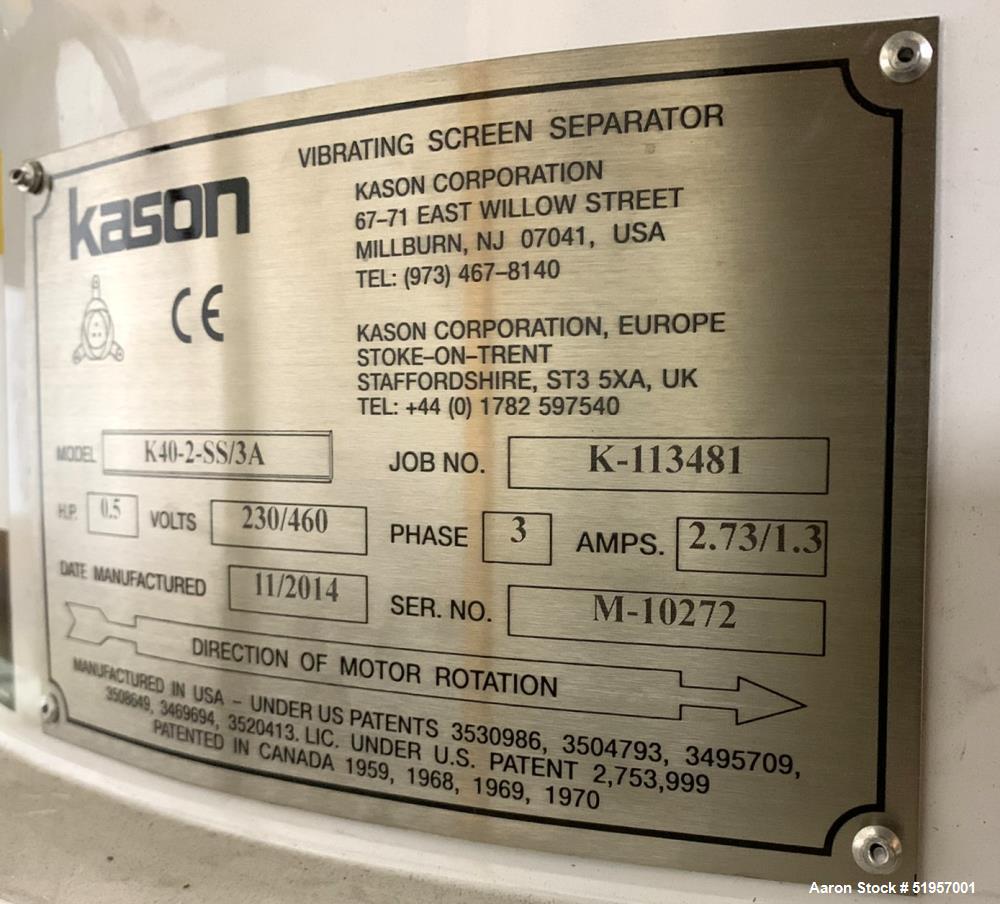 VIBRATING SCREEN SEPARATOR
kason
KASON CORPORATION
67-71 EAST WILLOW STREET
MILLBURN, NJ 07041, USA
TEL: (973) 467-8140
CE
KASON CORPORATION, EUROPE
STOKE-ON-TRENT
STAFFORDSHIRE, ST3 5XA, UK
TEL: +44 (0) 1782 597540
MODEL K40-2-SS/3A JOB NO. K-113481
H.P. 0.5 VOLTS 230/460 PHASE 3 AMPS. 2.73/1.3
DATE MANUFACTURED 11/2014 SER. NO. M-10272
DIRECTION OF MOTOR ROTATION
MANUFACTURED IN USA - UNDER US PATENTS 3530986, 3504793, 3495709,
3508649, 3469694, 3520413. LIC. UNDER U.S. PATENT 2,753,999
PATENTED IN CANADA 1959, 1968, 1969, 1970
Aaron Stock # 51957001